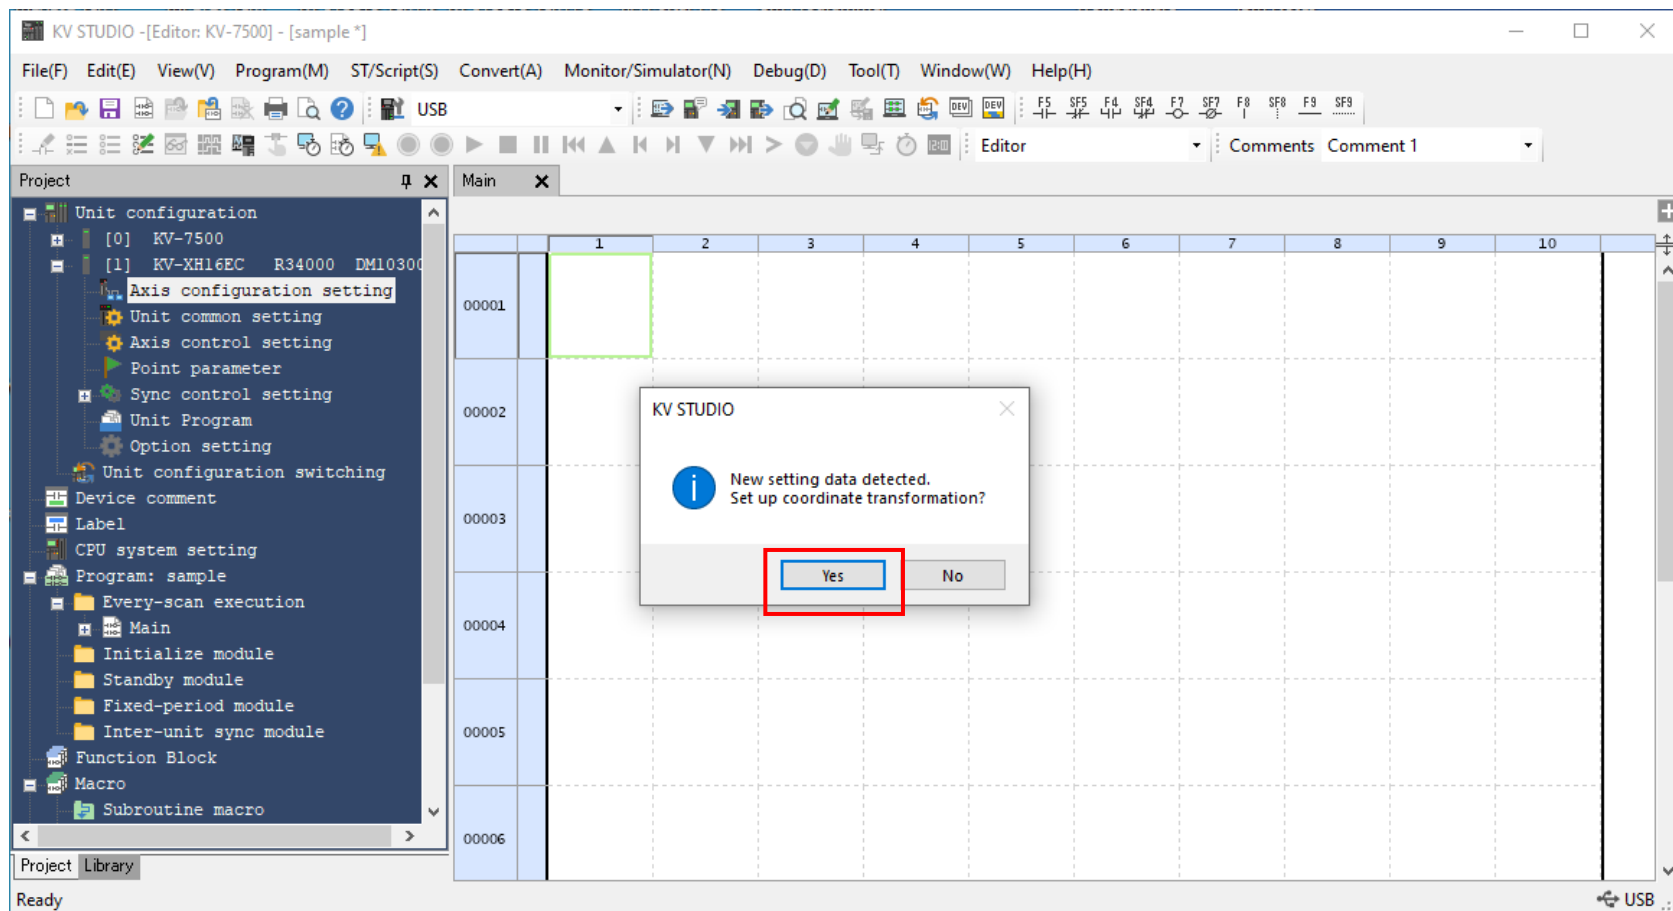 KV STUDIO -[Editor: KV-7500] - [sample *]
File(F) Edit(E) View(V) Program(M) ST/Script(S) Convert(A) Monitor/Simulator(N) Debug(D) Tool(T) Window(W) Help(H)
USB
DEV DEV F5 SF5 F4 SF4 F7 SF7 F8 SF8 F9 SF9
Editor Comments Comment 1
Project Main
Unit configuration
[0] KV-7500
[1] KV-XH16EC R34000 DM10300
Axis configuration setting
Unit common setting
Axis control setting
Point parameter
Sync control setting
Unit Program
Option setting
Unit configuration switching
Device comment
Label
CPU system setting
Program: sample
Every-scan execution
Main
Initialize module
Standby module
Fixed-period module
Inter-unit sync module
Function Block
Macro
Subroutine macro
Project Library
1 2 3 4 5 6 7 8 9 10
00001
00002
00003
00004
00005
00006
KV STUDIO
New setting data detected.
Set up coordinate transformation?
Yes No
Ready USB